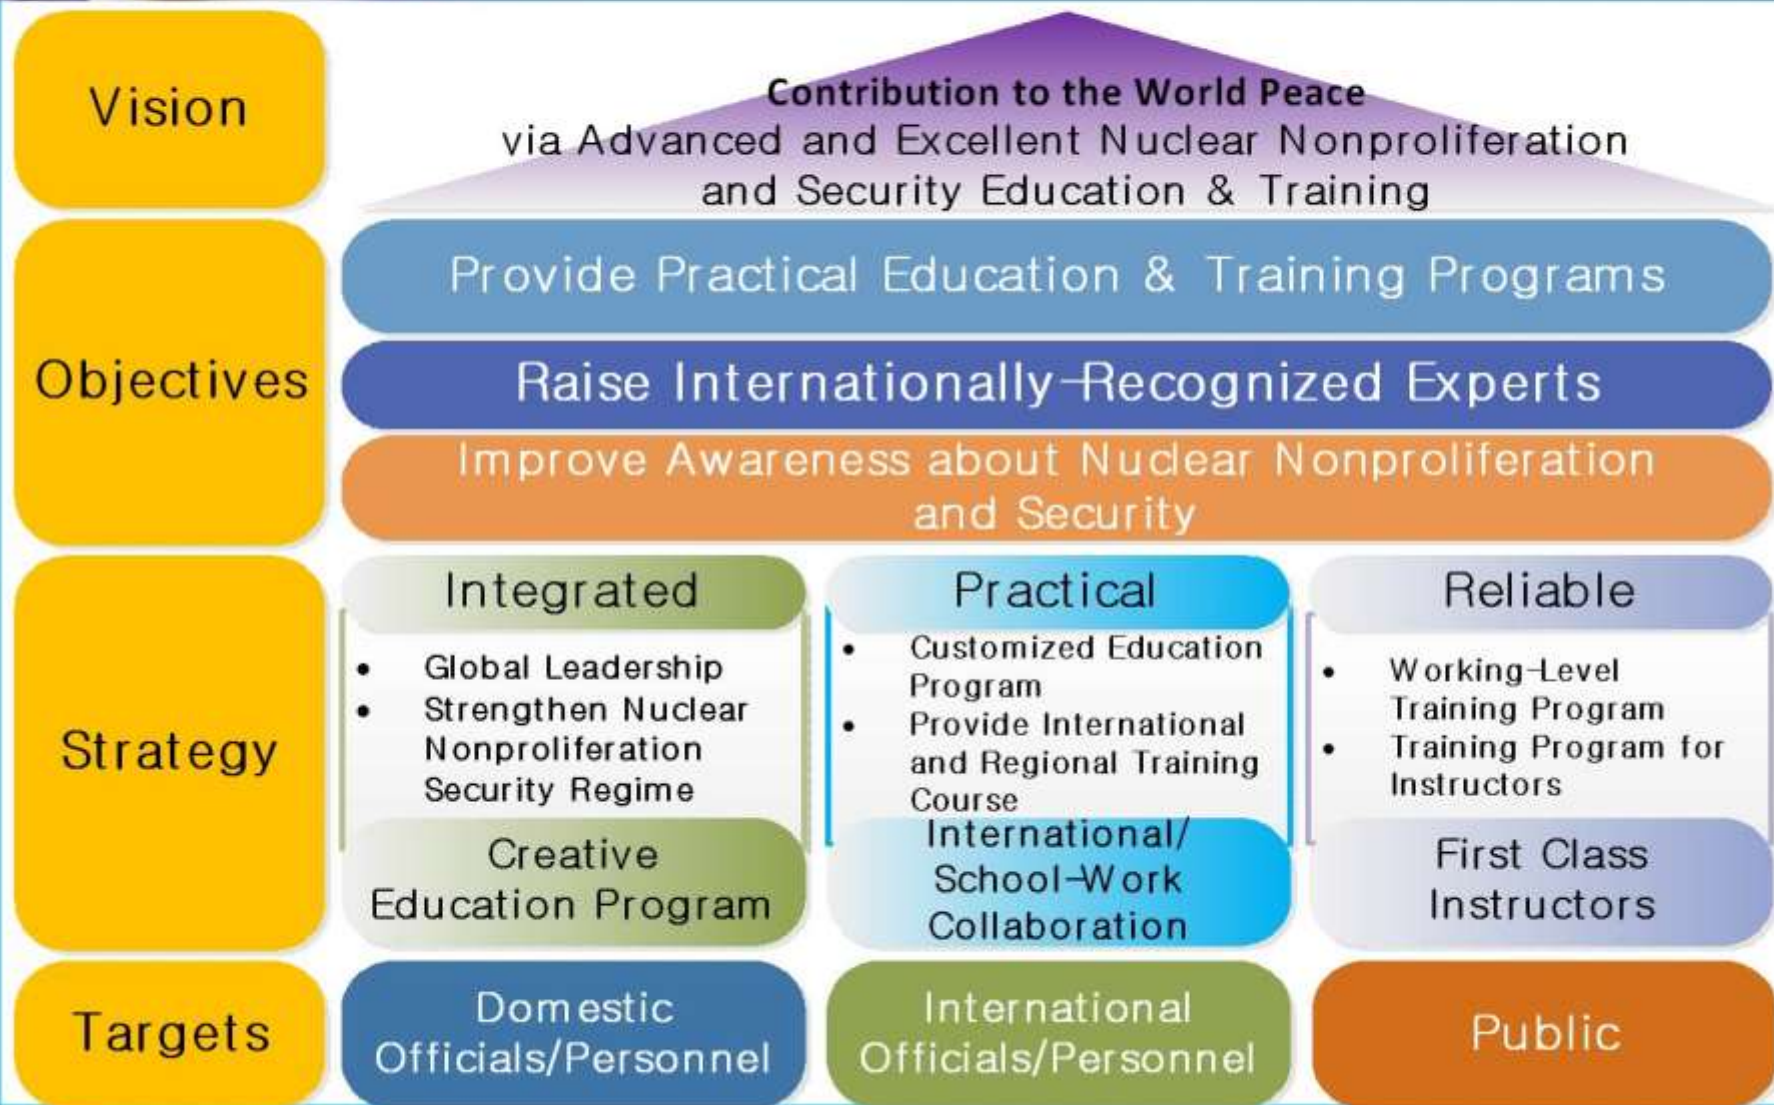 Vision
Contribution to the World Peace
via Advanced and Excellent Nuclear Nonproliferation
and Security Education & Training
Objectives
Provide Practical Education & Training Programs
Raise Internationally-Recognized Experts
Improve Awareness about Nuclear Nonproliferation
and Security
Strategy
Integrated
• Global Leadership
• Strengthen Nuclear
Nonproliferation
Security Regime
Creative
Education Program
Practical
• Customized Education
Program
• Provide International
and Regional Training
Course
International/
School-Work
Collaboration
Reliable
• Working-Level
Training Program
• Training Program for
Instructors
First Class
Instructors
Targets
Domestic
Officials/Personnel
International
Officials/Personnel
Public